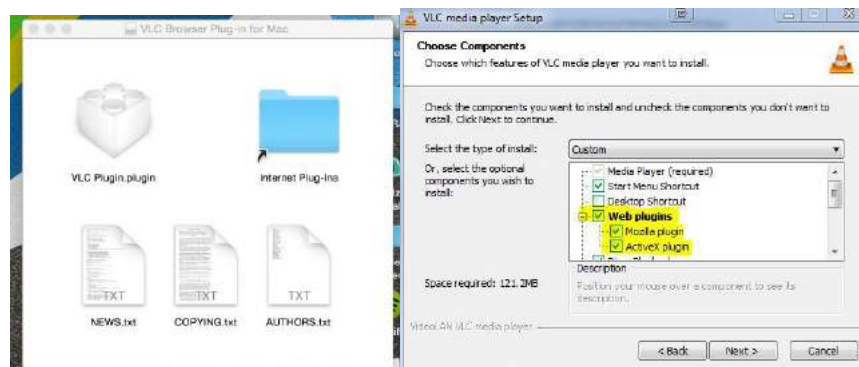 VLC Browser Plug-in for Mac
VLC Plugin.plugin
Internet Plug-Ins
TXT
TXT
TXT
NEWS.txt
COPYING.txt
AUTHORS.txt
VLC media player Setup
Choose Components
Choose which features of VLC media player you want to install.
Check the components you want to install and uncheck the components you don't want to
install. Click Next to continue.
Select the type of install:
Custom
Or, select the optional
components you wish to
install:
Media Player (required)
Start Menu Shortcut
Desktop Shortcut
Web plugins
Mozilla plugin
ActiveX plugin
Space required: 121.2MB
Description
Position your mouse over a component to see its
description.
VideoLAN VLC media player
< Back
Next >
Cancel